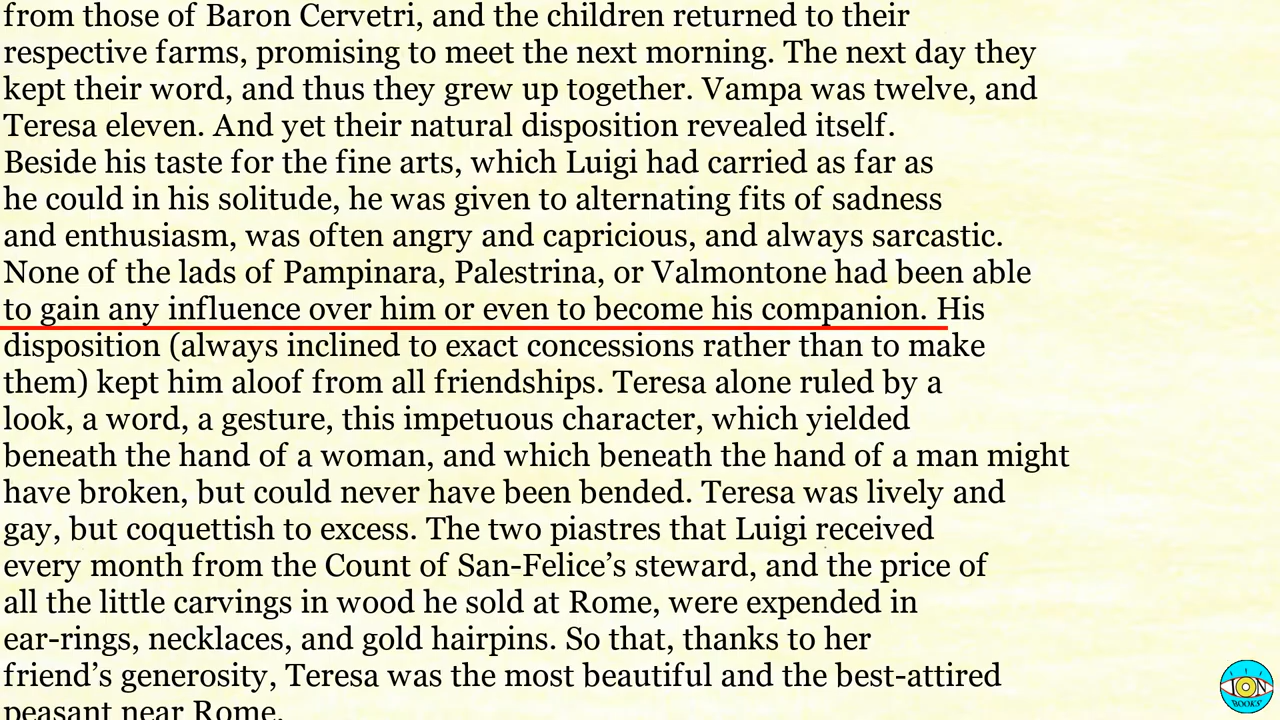 from those of Baron Cervetri, and the children returned to their
respective farms, promising to meet the next morning. The next day they
kept their word, and thus they grew up together. Vampa was twelve, and
Teresa eleven. And yet their natural disposition revealed itself.
Beside his taste for the fine arts, which Luigi had carried as far as
he could in his solitude, he was given to alternating fits of sadness
and enthusiasm, was often angry and capricious, and always sarcastic.
None of the lads of Pampinara, Palestrina, or Valmontone had been able
to gain any influence over him or even to become his companion. His
disposition (always inclined to exact concessions rather than to make
them) kept him aloof from all friendships. Teresa alone ruled by a
look, a word, a gesture, this impetuous character, which yielded
beneath the hand of a woman, and which beneath the hand of a man might
have broken, but could never have been bended. Teresa was lively and
gay, but coquettish to excess. The two piastres that Luigi received
every month from the Count of San-Felice’s steward, and the price of
all the little carvings in wood he sold at Rome, were expended in
ear-rings, necklaces, and gold hairpins. So that, thanks to her
friend’s generosity, Teresa was the most beautiful and the best-attired
peasant near Rome.
ION
BOOKS